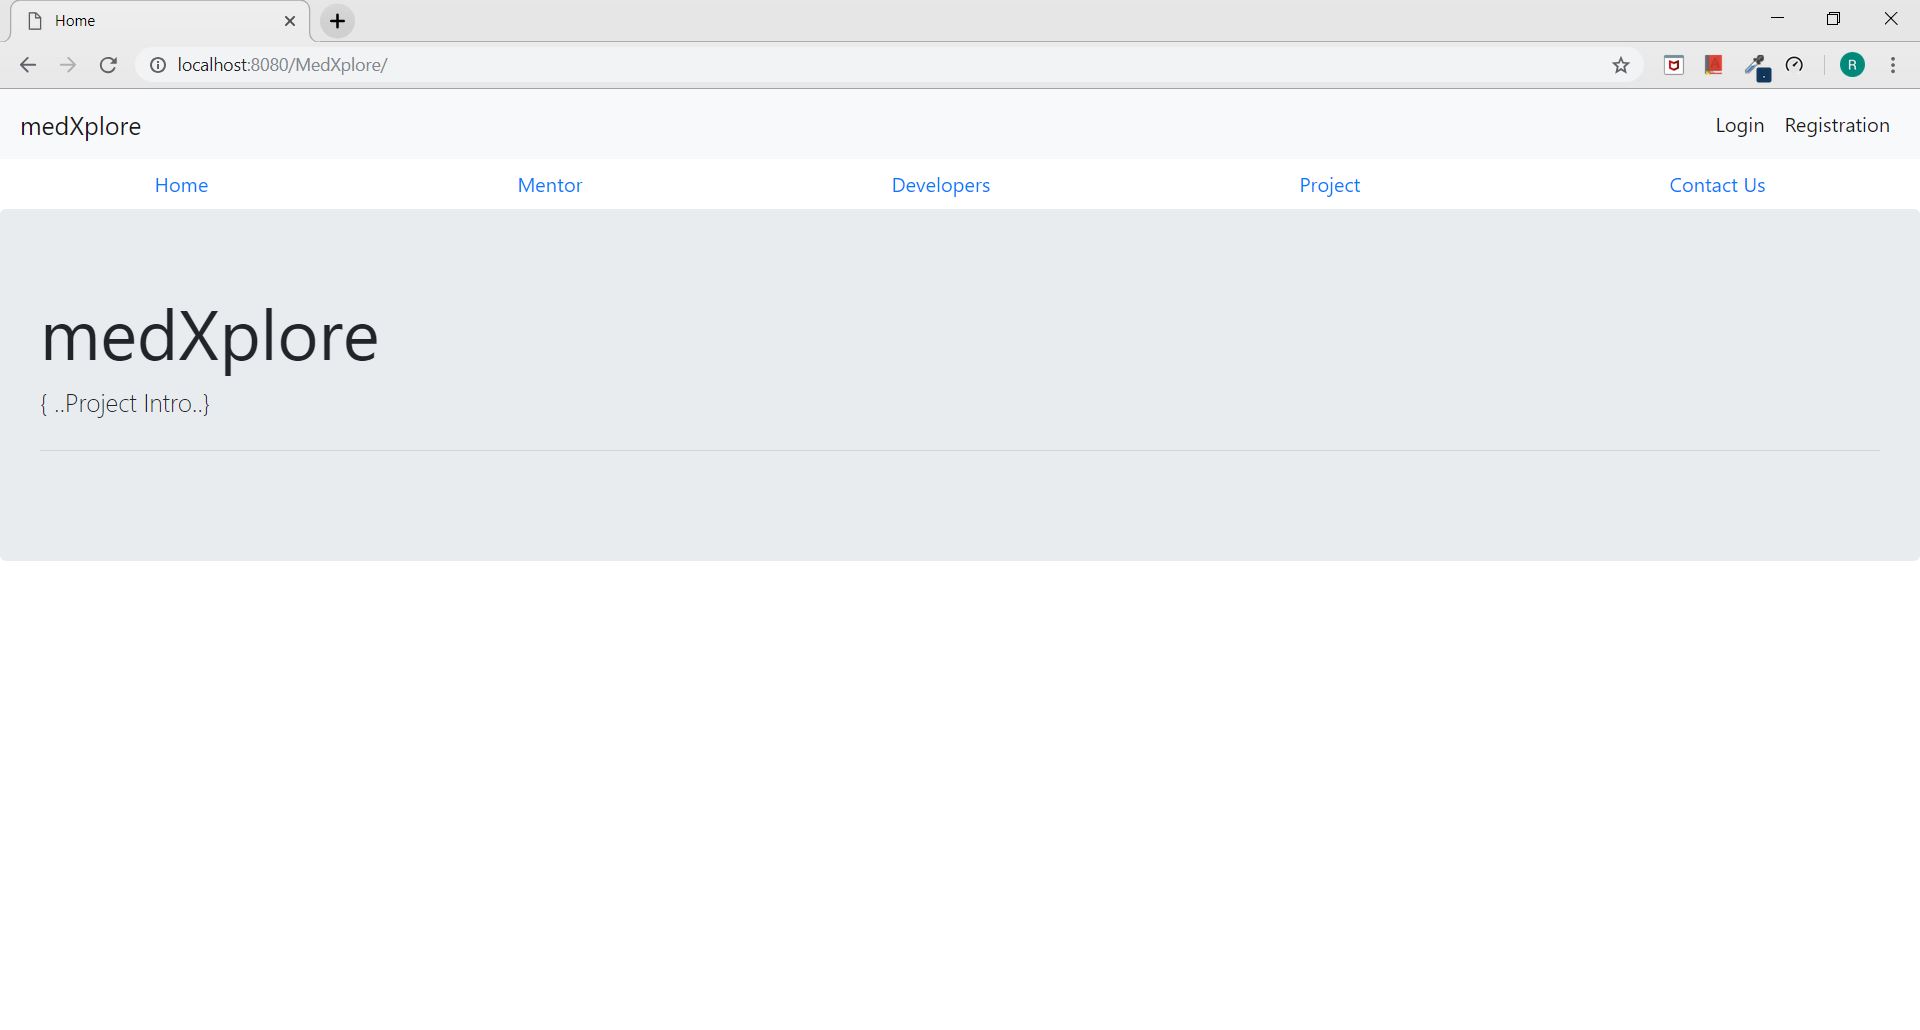 Home
localhost:8080/MedXplore/
R
medXplore
Login Registration
Home Mentor Developers Project Contact Us
medXplore
{ ..Project Intro..}